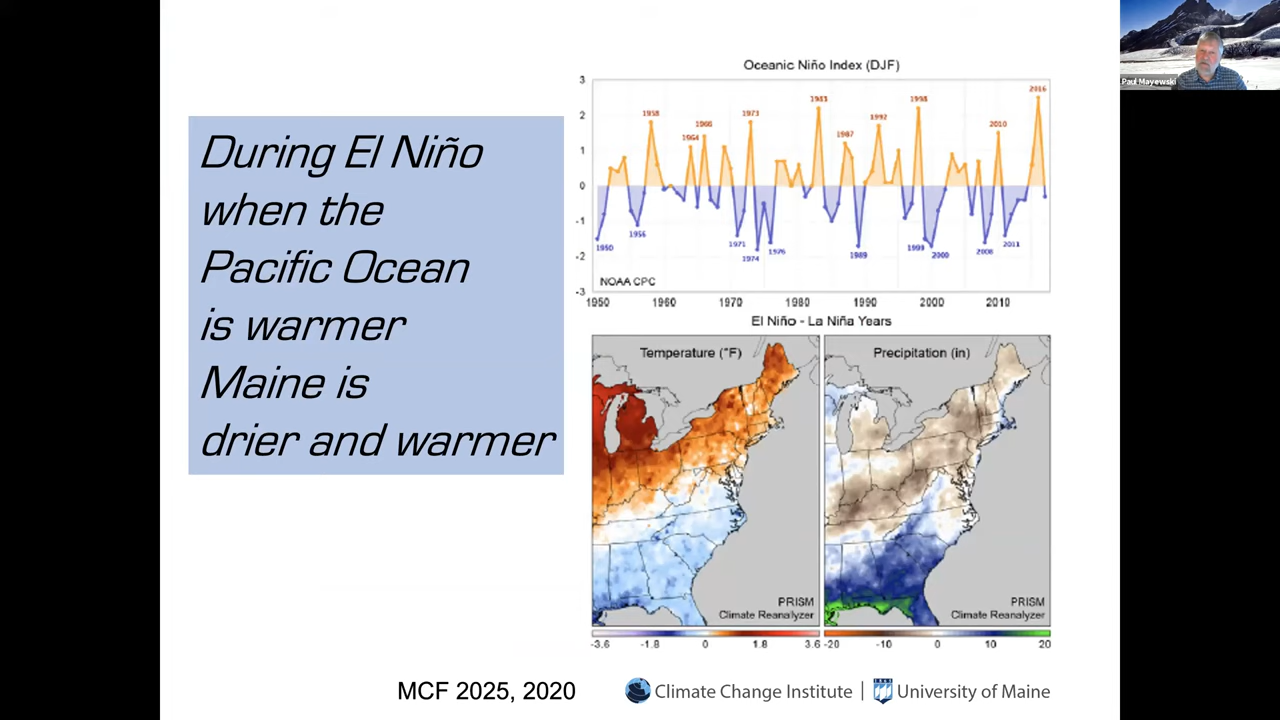 Paul Mayewski
During El Niño
when the
Pacific Ocean
is warmer
Maine is
drier and warmer
Oceanic Niño Index (DJF)
3
2
1
0
-1
-2
-3
1950
1956
1958
1964
1966
1971
1973
1974
1976
1983
1987
1989
1992
1998
1999
2000
2008
2010
2011
2016
NOAA CPC
1950 1960 1970 1980 1990 2000 2010
El Niño - La Niña Years
Temperature (°F)
PRISM
Climate Reanalyzer
-3.6 -1.8 0 1.8 3.6
Precipitation (in)
PRISM
Climate Reanalyzer
-20 -10 0 10 20
MCF 2025, 2020
Climate Change Institute | University of Maine